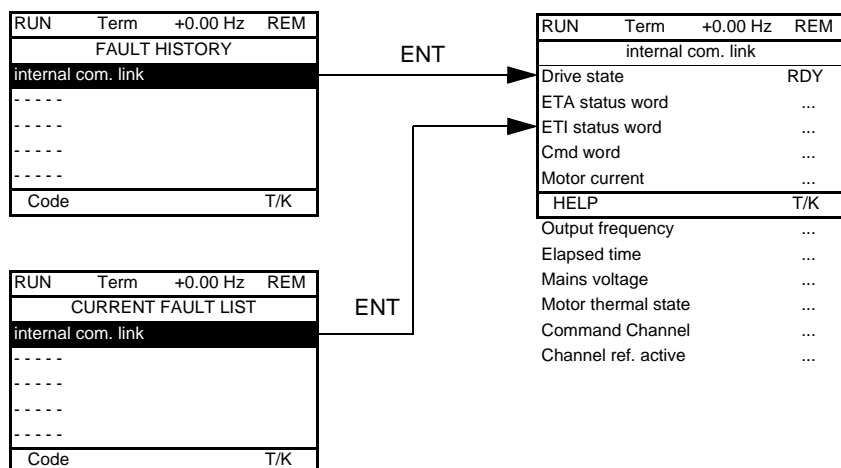 RUN Term +0.00 Hz REM
FAULT HISTORY
internal com. link
- - - - -
- - - - -
- - - - -
- - - - -
Code T/K
ENT
RUN Term +0.00 Hz REM
CURRENT FAULT LIST
internal com. link
- - - - -
- - - - -
- - - - -
- - - - -
Code T/K
ENT
RUN Term +0.00 Hz REM
internal com. link
Drive state RDY
ETA status word ...
ETI status word ...
Cmd word ...
Motor current ...
HELP T/K
Output frequency ...
Elapsed time ...
Mains voltage ...
Motor thermal state ...
Command Channel ...
Channel ref. active ...